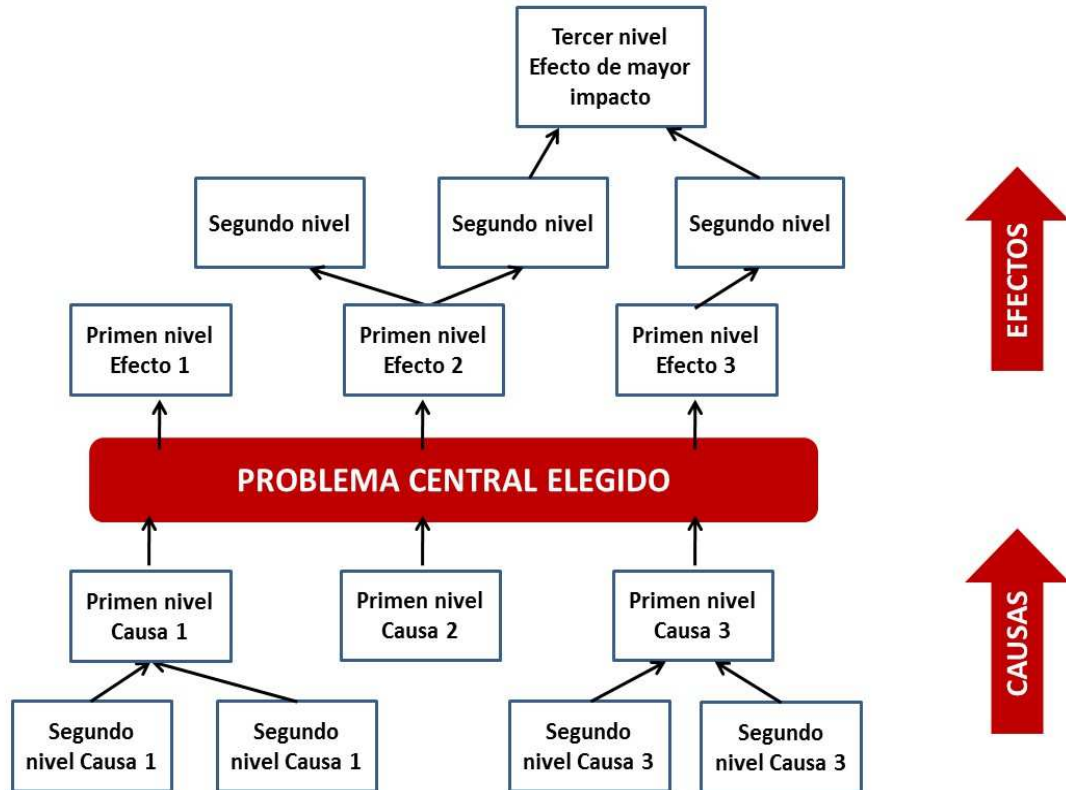 Tercer nivel
Efecto de mayor
impacto
Segundo nivel
Segundo nivel
Segundo nivel
EFECTOS
Primen nivel
Efecto 1
Primen nivel
Efecto 2
Primen nivel
Efecto 3
PROBLEMA CENTRAL ELEGIDO
Primen nivel
Causa 1
Primen nivel
Causa 2
Primen nivel
Causa 3
CAUSAS
Segundo
nivel Causa 1
Segundo
nivel Causa 1
Segundo
nivel Causa 3
Segundo
nivel Causa 3